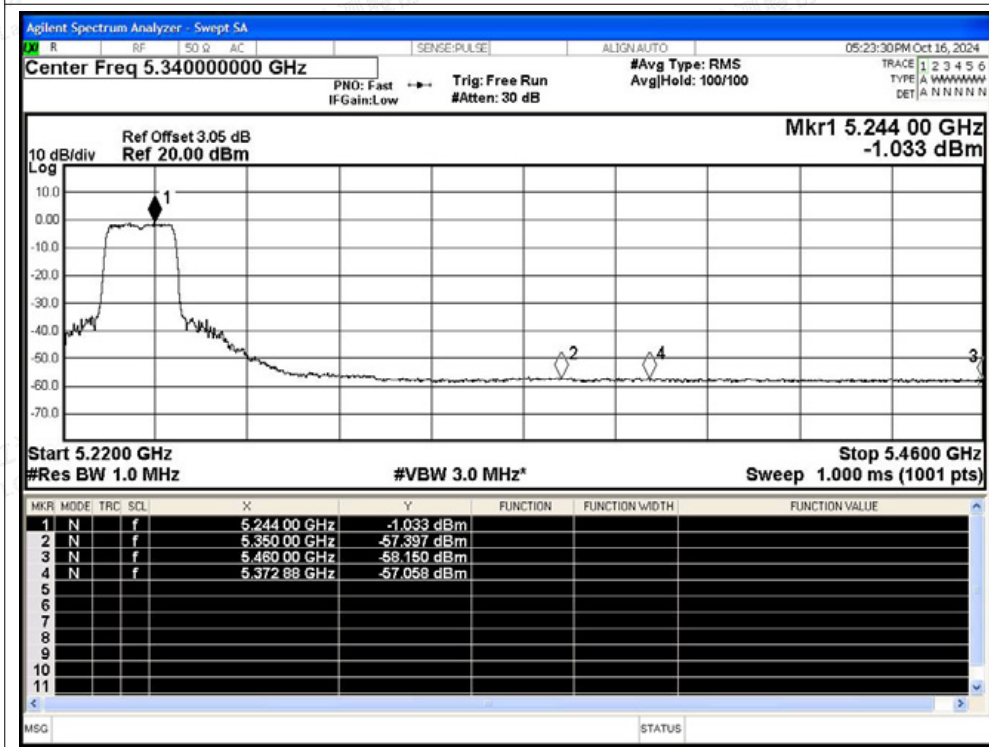 Agilent Spectrum Analyzer - Swept SA
R RF 50 Ω AC SENSE:PULSE ALIGN AUTO 05:23:30 PM Oct 16, 2024
Center Freq 5.340000000 GHz
#Avg Type: RMS
TRACE 1 2 3 4 5 6
PNO: Fast Trig: Free Run Avg|Hold: 100/100
TYPE A WWWWW
IFGain:Low #Atten: 30 dB
DET A N N N N N
Mkr1 5.244 00 GHz
-1.033 dBm
Ref Offset 3.05 dB
10 dB/div Ref 20.00 dBm
Log
10.0
0.00
-10.0
-20.0
-30.0
-40.0
-50.0
-60.0
-70.0
1
2
4
3
Start 5.2200 GHz Stop 5.4600 GHz
#Res BW 1.0 MHz #VBW 3.0 MHz* Sweep 1.000 ms (1001 pts)
MKR MODE TRC SCL X Y FUNCTION FUNCTION WIDTH FUNCTION VALUE
1 N f 5.244 00 GHz -1.033 dBm
2 N f 5.350 00 GHz -57.397 dBm
3 N f 5.460 00 GHz -58.150 dBm
4 N f 5.372 88 GHz -57.058 dBm
5
6
7
8
9
10
11
MSG STATUS